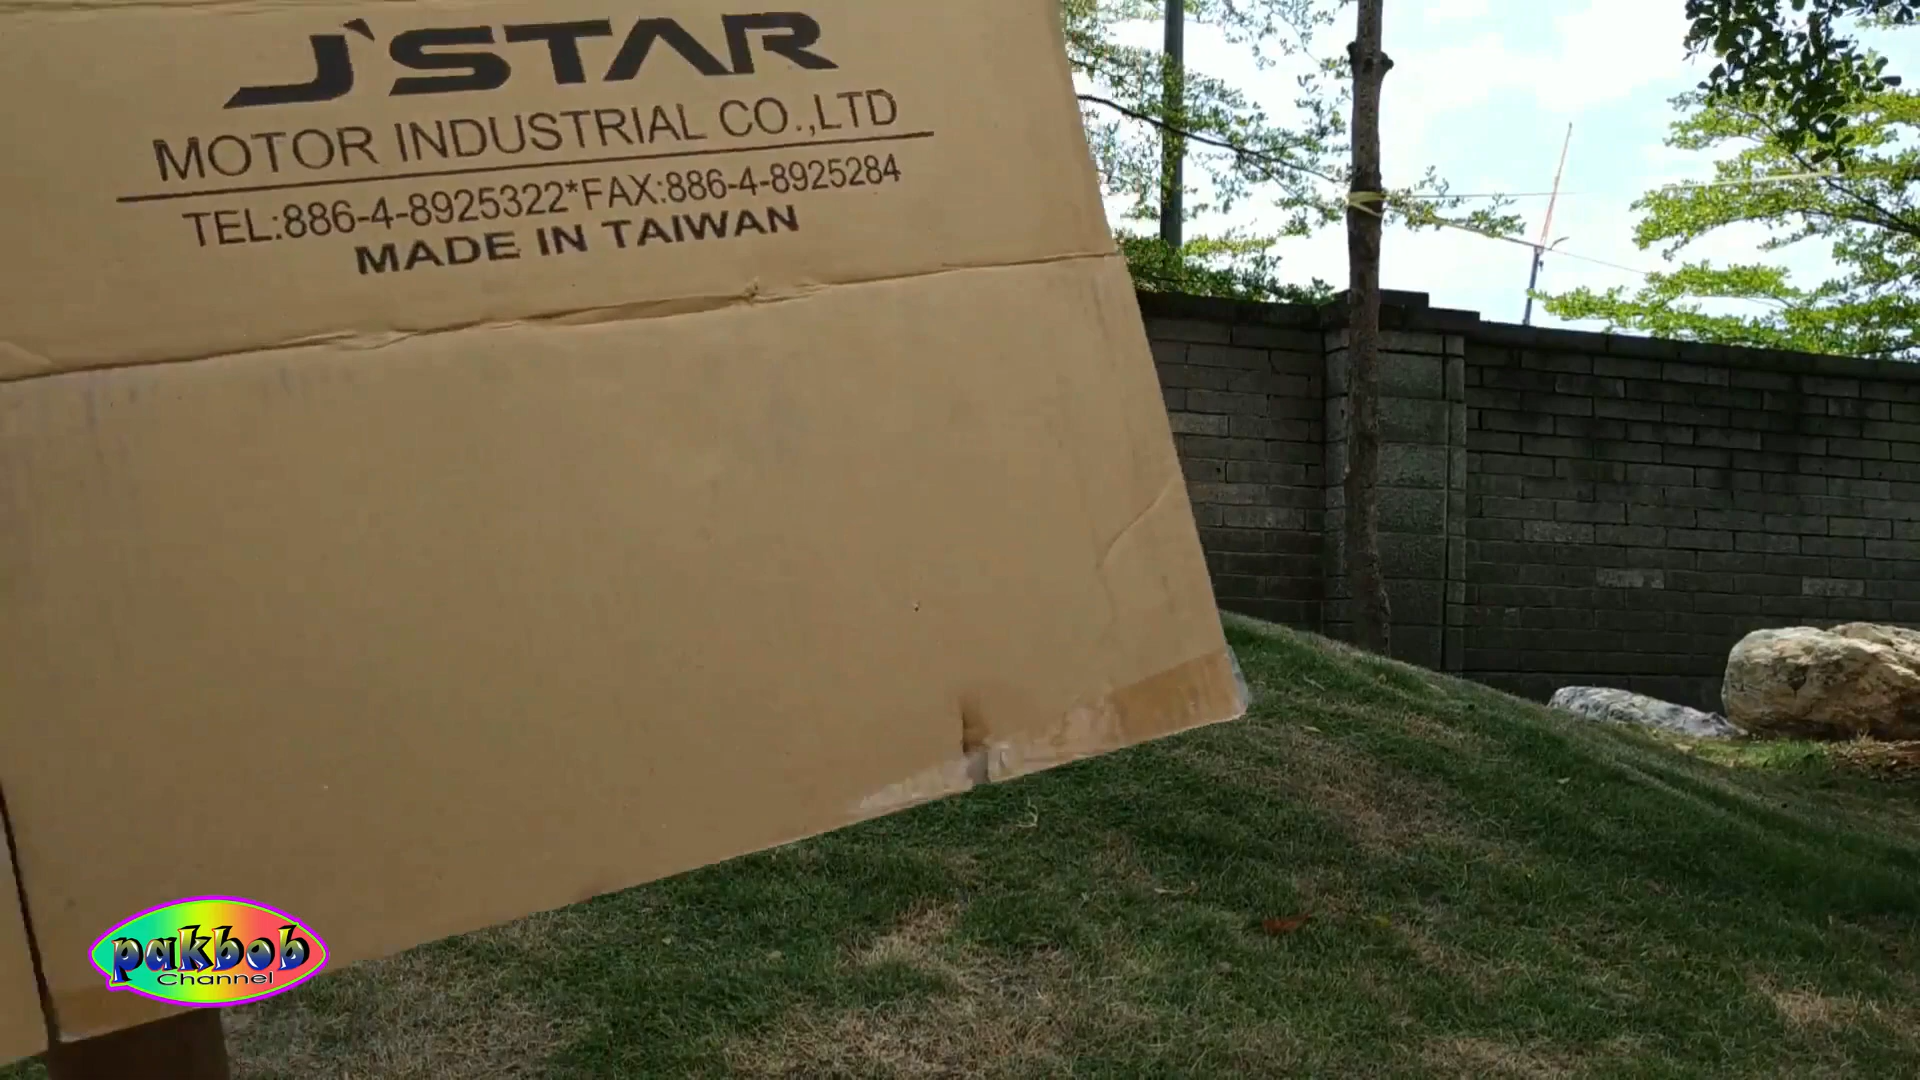 J'STAR
MOTOR INDUSTRIAL CO.,LTD
TEL:886-4-8925322*FAX:886-4-8925284
MADE IN TAIWAN
pakbob
Channel